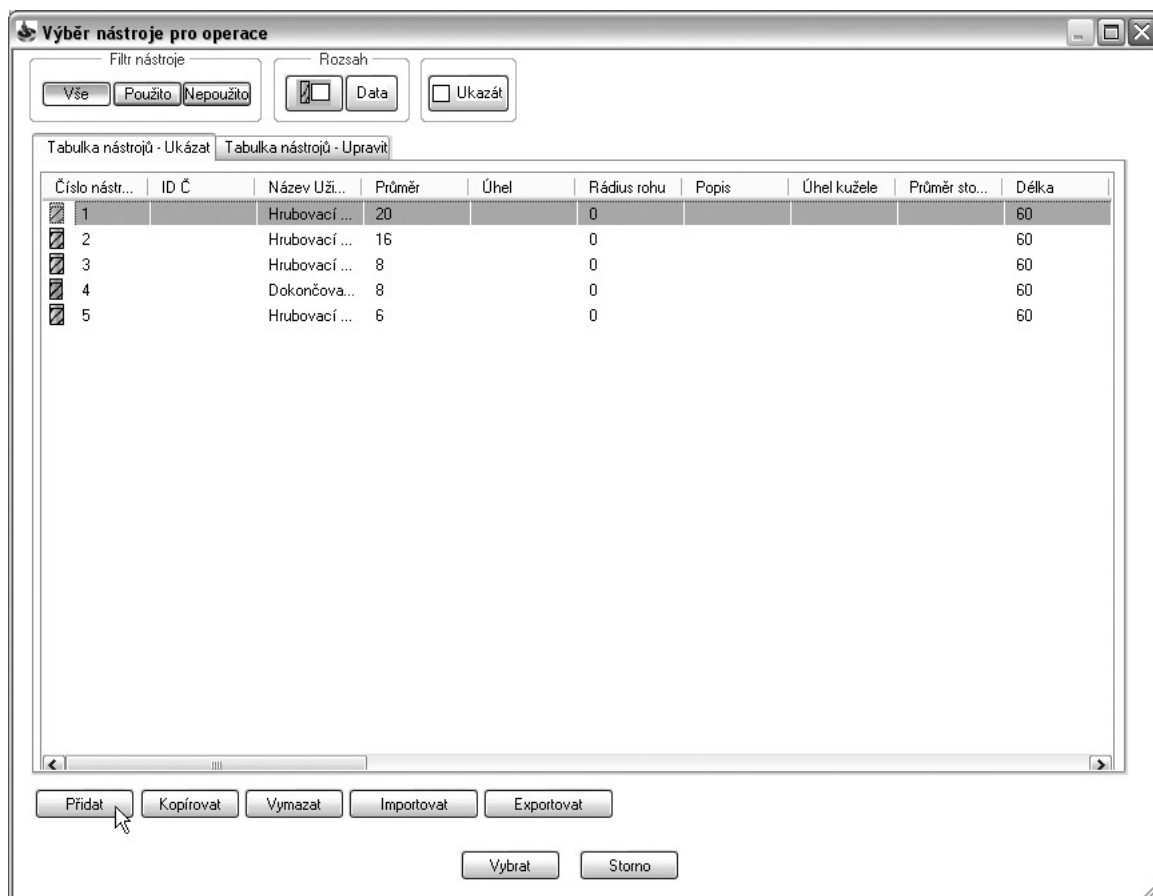 Výběr nástroje pro operace
Filtr nástroje Rozsah
Vše Použito Nepoužito Data Ukazát
Tabulka nástrojů - Ukázat Tabulka nástrojů - Upravit
Číslo nástr... ID Č Název Uži... Průměr Úhel Rádius rohu Popis Úhel kužele Průměr sto... Délka
1 Hrubovací ... 20 0 60
2 Hrubovací ... 16 0 60
3 Hrubovací ... 8 0 60
4 Dokončova... 8 0 60
5 Hrubovací ... 6 0 60
Přidat Kopírovat Vymazat Importovat Exportovat
Vybrat Storno